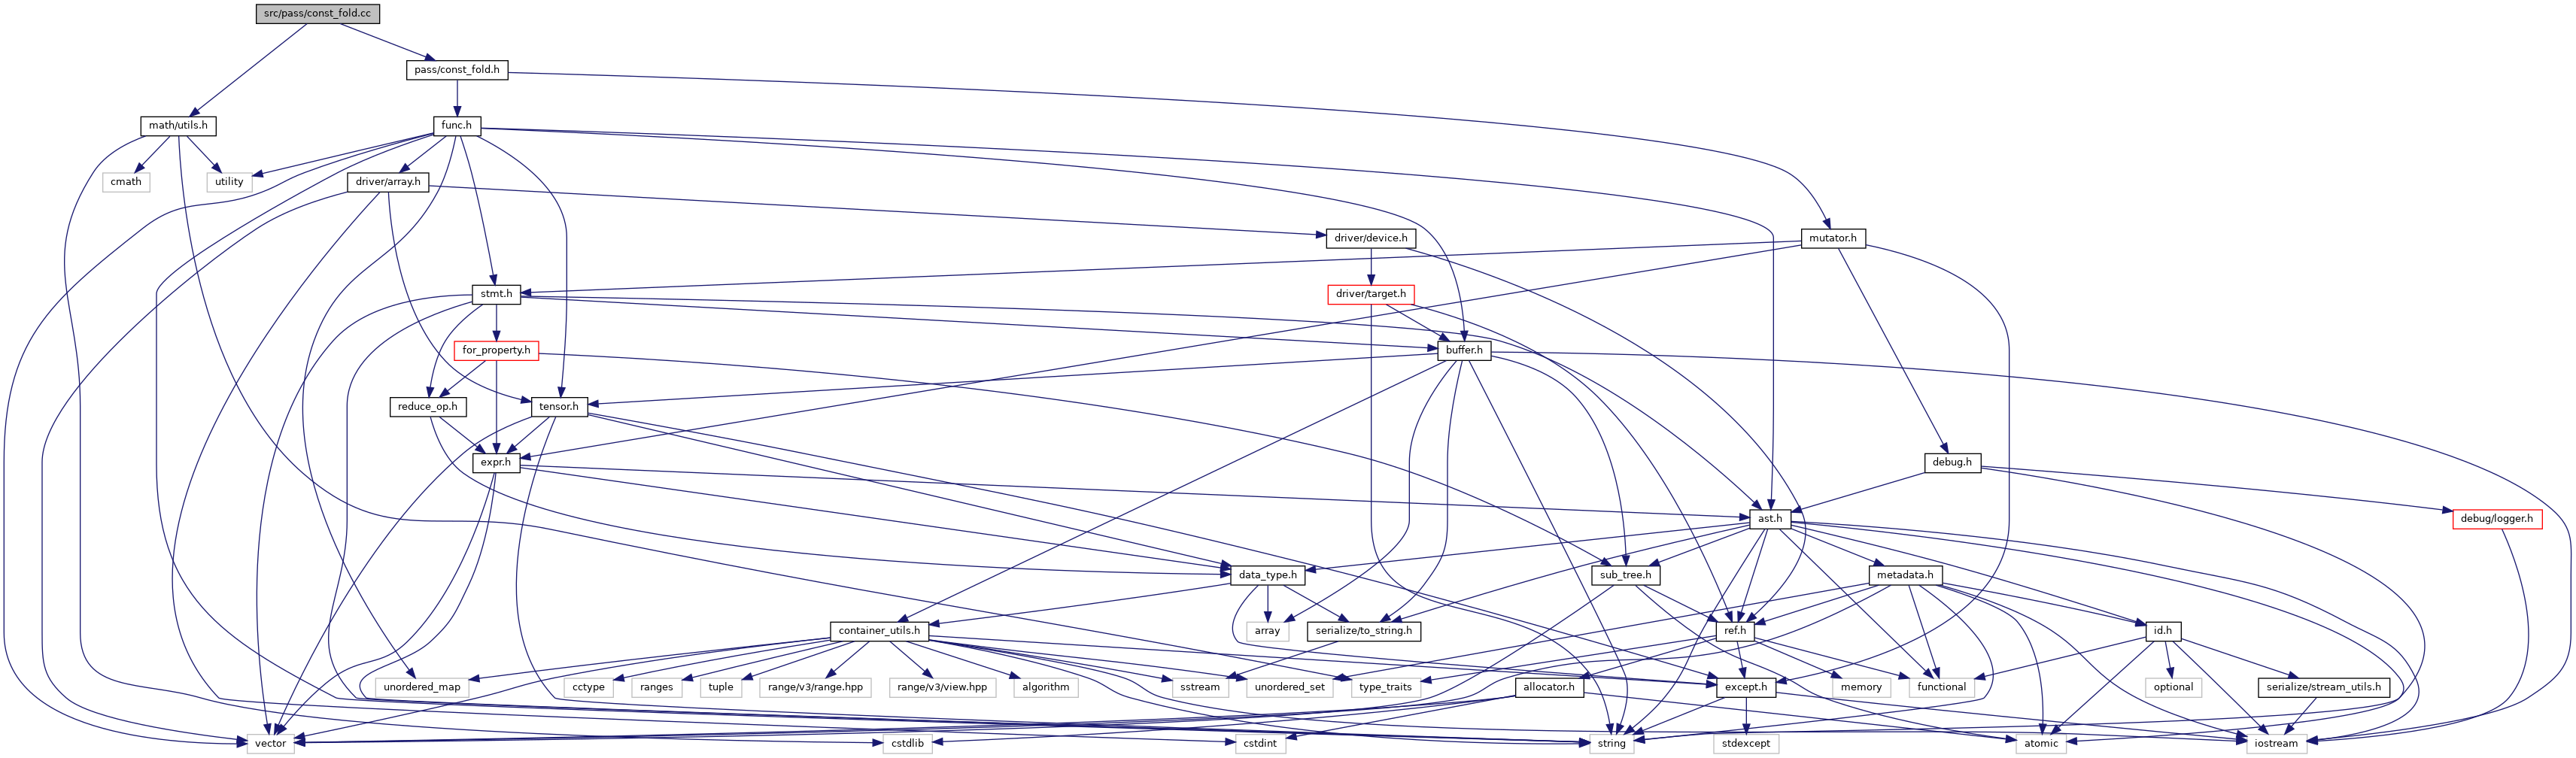 src/pass/const_fold.cc
pass/const_fold.h
math/utils.h
func.h
cmath
utility
driver/array.h
driver/device.h
mutator.h
stmt.h
driver/target.h
for_property.h
buffer.h
reduce_op.h
tensor.h
expr.h
debug.h
ast.h
debug/logger.h
data_type.h
sub_tree.h
metadata.h
container_utils.h
array
serialize/to_string.h
ref.h
id.h
unordered_map
cctype
ranges
tuple
range/v3/range.hpp
range/v3/view.hpp
algorithm
sstream
unordered_set
type_traits
allocator.h
except.h
memory
functional
optional
serialize/stream_utils.h
vector
cstdlib
cstdint
string
stdexcept
atomic
iostream